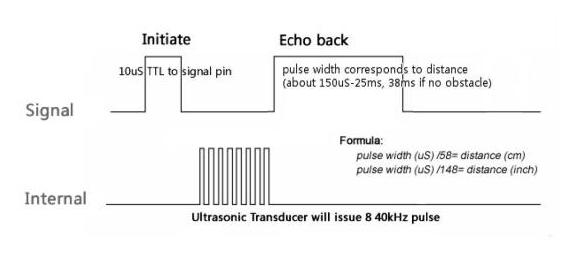 Initiate
Echo back
10uS TTL to signal pin
pulse width corresponds to distance
(about 150uS-25ms, 38ms if no obstacle)
Signal
Formula:
pulse width (uS) /58= distance (cm)
pulse width (uS) /148= distance (inch)
Internal
Ultrasonic Transducer will issue 8 40kHz pulse